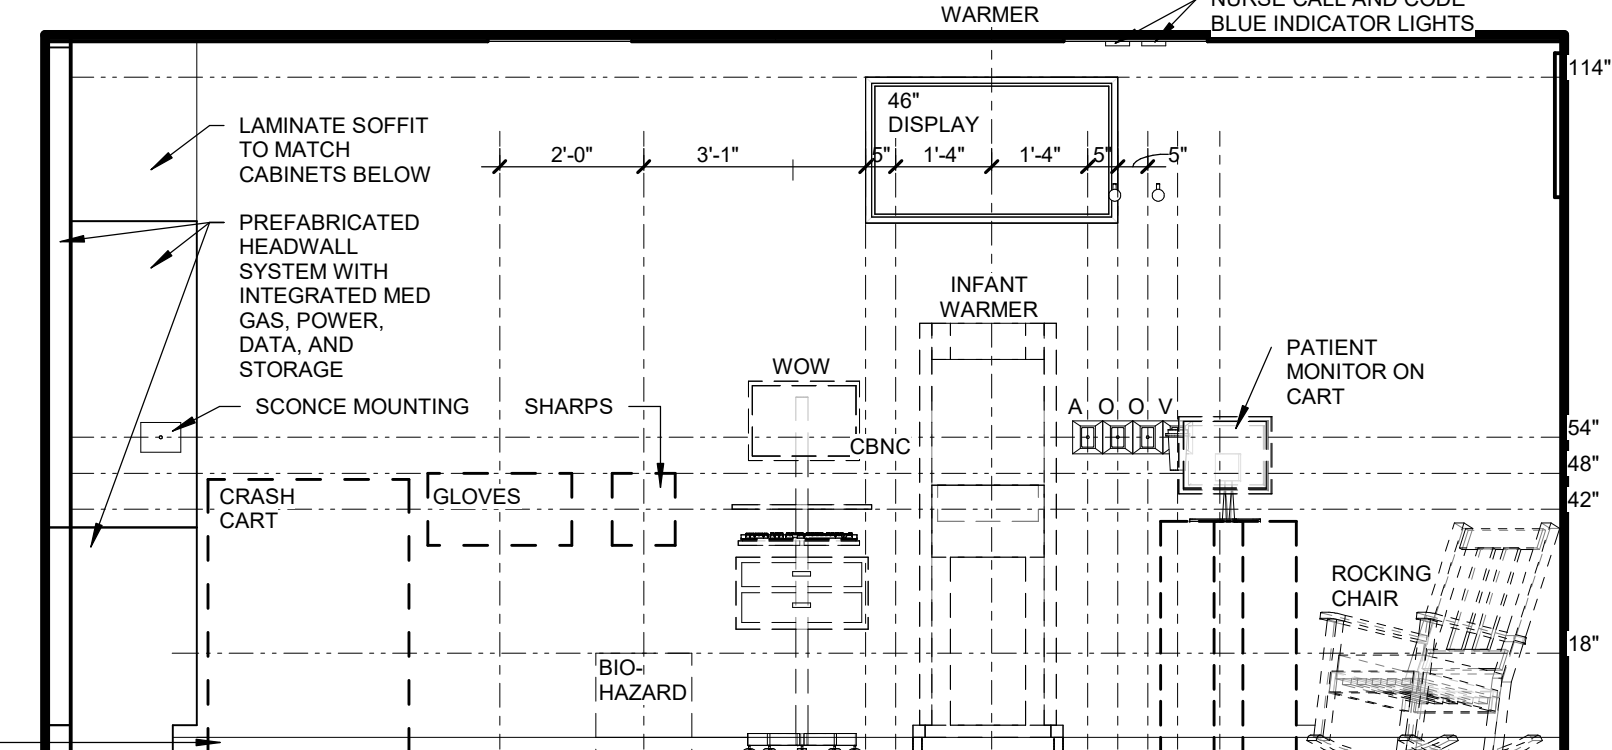 NURSE CALL AND CODE
WARMER
BLUE INDICATOR LIGHTS
114"
46"
DISPLAY
LAMINATE SOFFIT
TO MATCH
CABINETS BELOW
2'-0"
3'-1"
5"
1'-4"
1'-4"
5"
5"
PREFABRICATED
HEADWALL
SYSTEM WITH
INTEGRATED MED
GAS, POWER,
DATA, AND
STORAGE
INFANT
WARMER
PATIENT
MONITOR ON
CART
WOW
SCONCE MOUNTING
SHARPS
A O O V
54"
CBNC
48"
CRASH
CART
GLOVES
42"
ROCKING
CHAIR
18"
BIO-
HAZARD